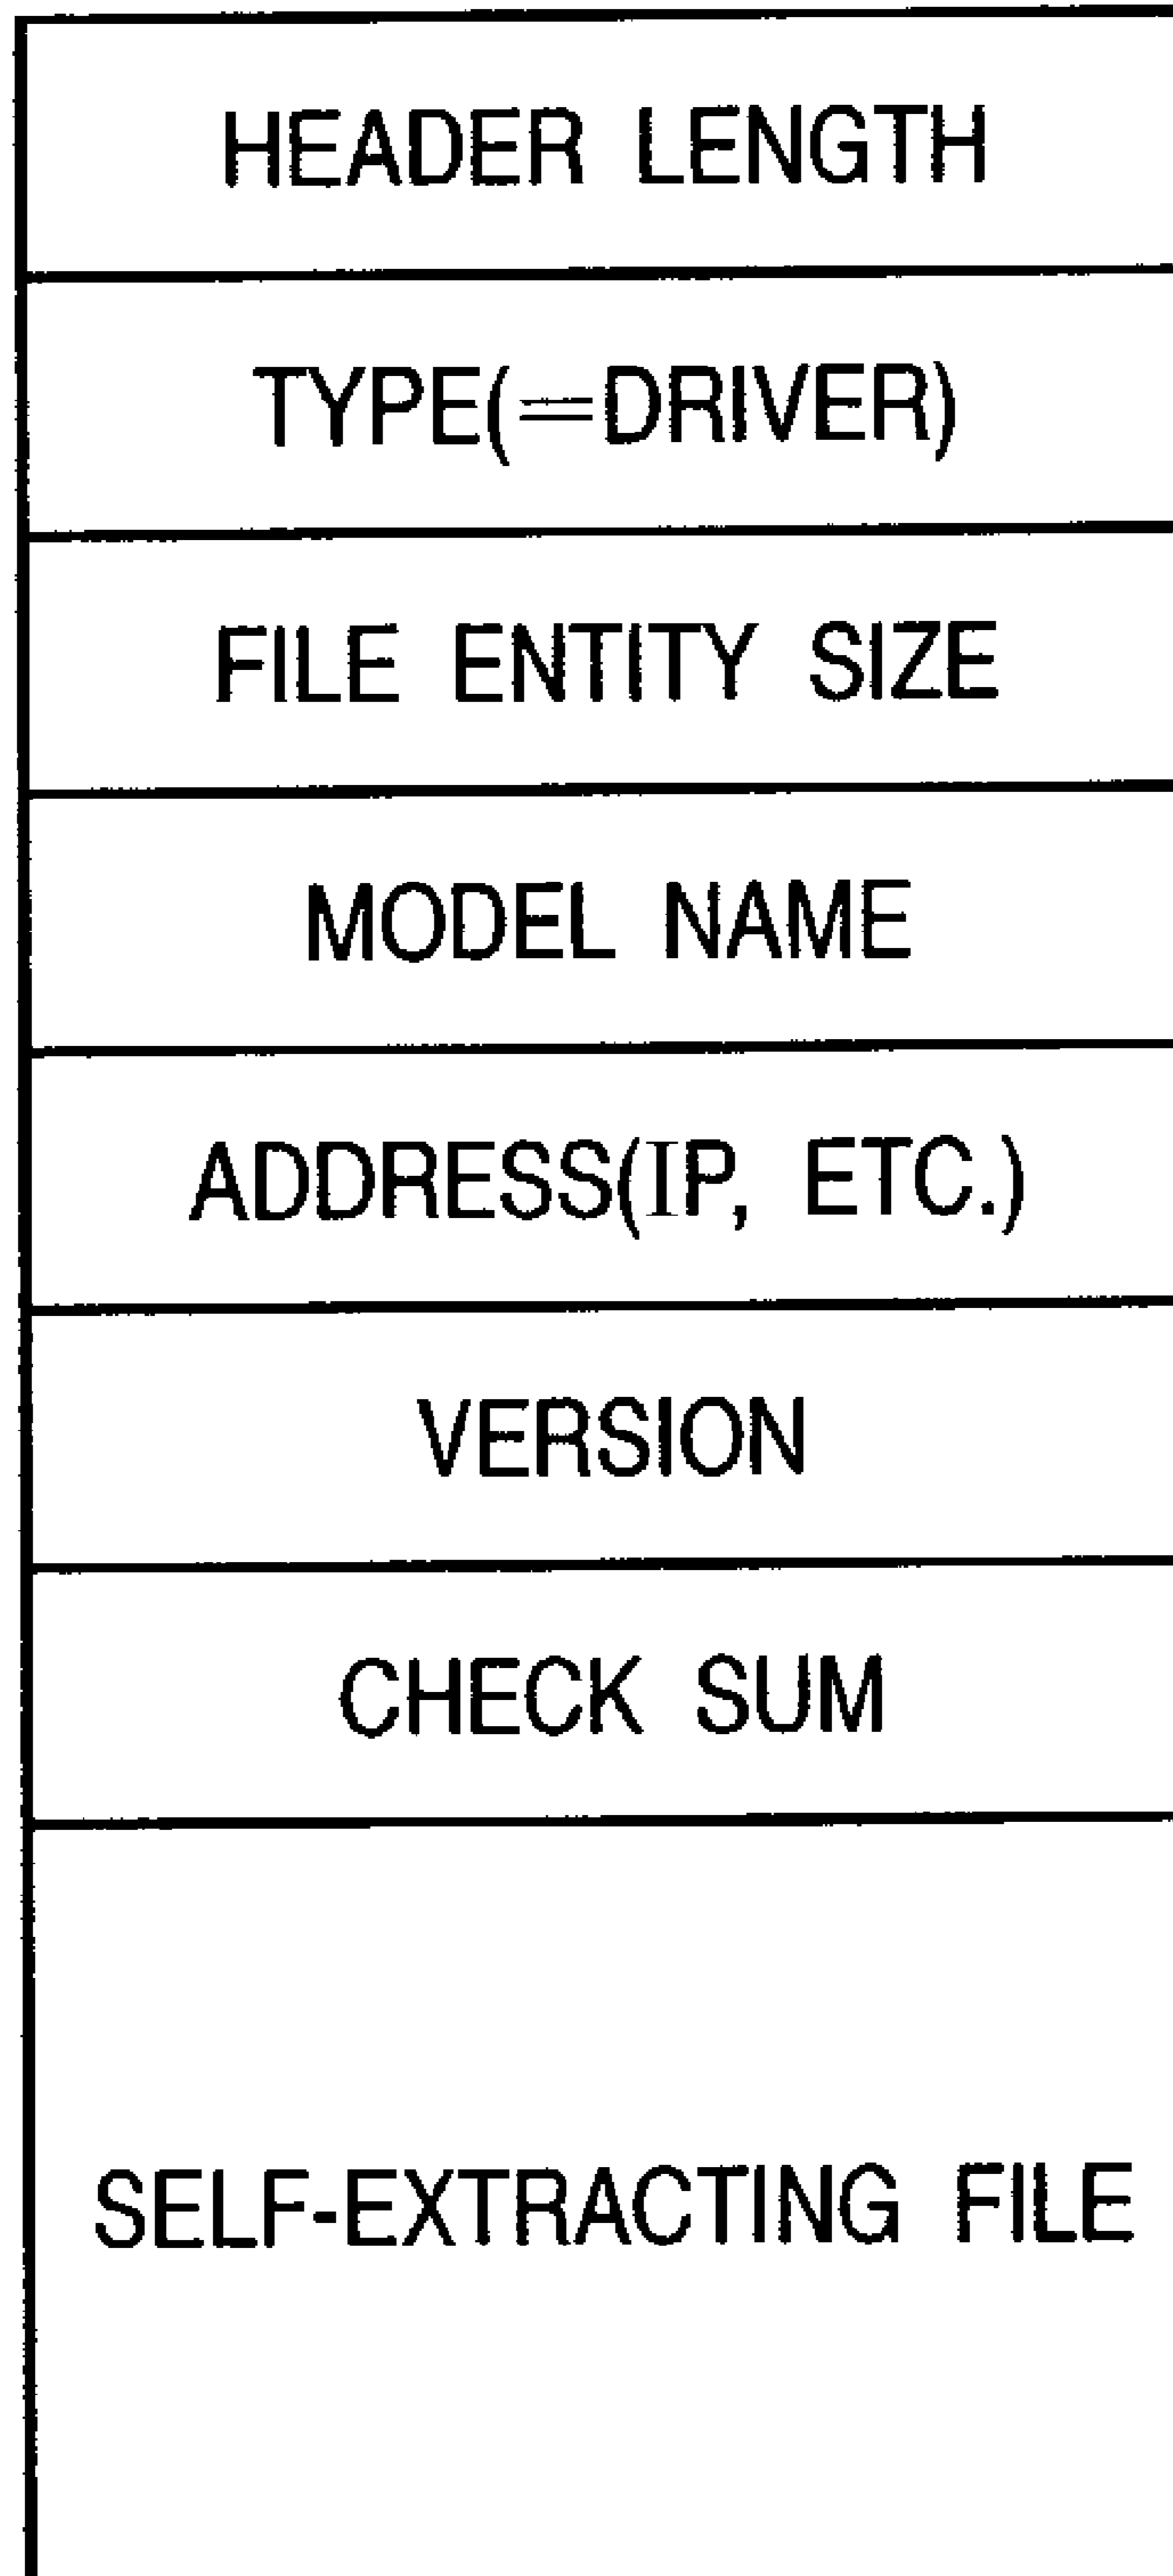 HEADER LENGTH
TYPE(=DRIVER)
FILE ENTITY SIZE
MODEL NAME
ADDRESS(IP, ETC.)
VERSION
CHECK SUM
SELF-EXTRACTING FILE